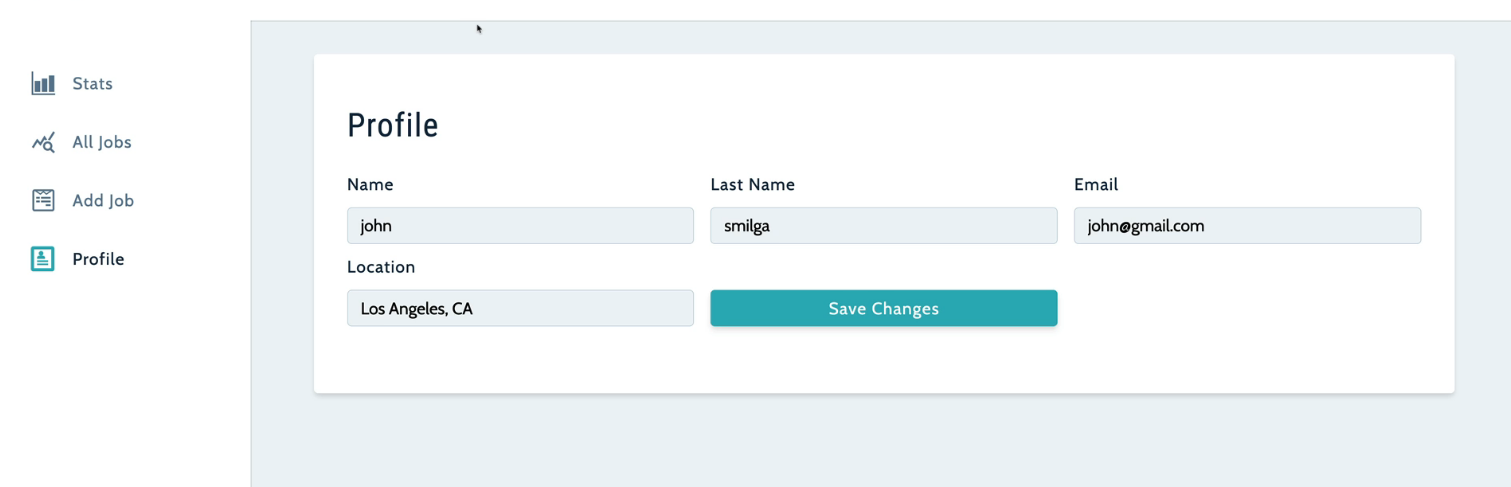 Stats
All Jobs
Add Job
Profile
Profile
Name
Last Name
Email
john
smilga
john@gmail.com
Location
Los Angeles, CA
Save Changes